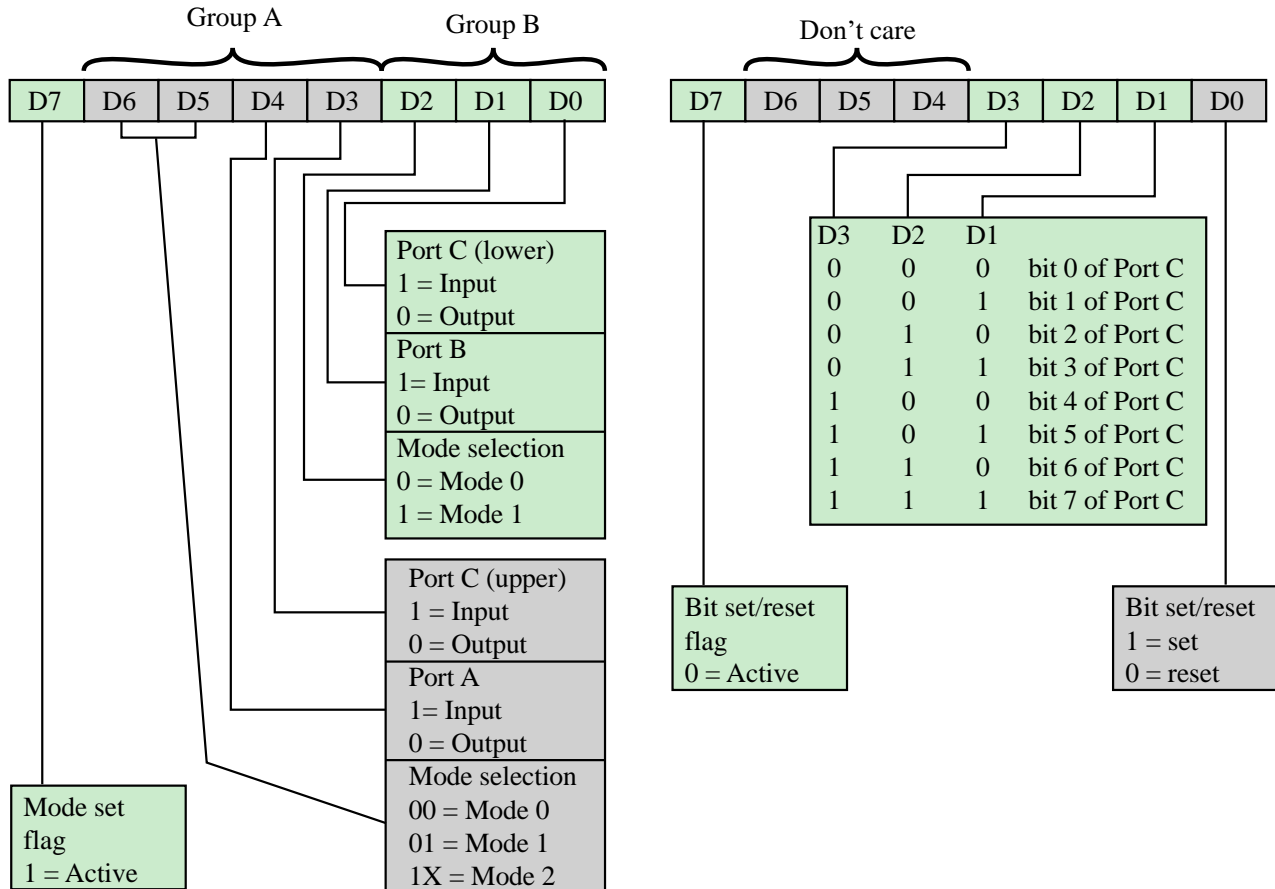 Group A
Group B
D7 D6 D5 D4 D3 D2 D1 D0
Port C (lower)
1 = Input
0 = Output
Port B
1= Input
0 = Output
Mode selection
0 = Mode 0
1 = Mode 1
Port C (upper)
1 = Input
0 = Output
Port A
1= Input
0 = Output
Mode selection
00 = Mode 0
01 = Mode 1
1X = Mode 2
Mode set
flag
1 = Active
Don’t care
D7 D6 D5 D4 D3 D2 D1 D0
D3 D2 D1
0 0 0 bit 0 of Port C
0 0 1 bit 1 of Port C
0 1 0 bit 2 of Port C
0 1 1 bit 3 of Port C
1 0 0 bit 4 of Port C
1 0 1 bit 5 of Port C
1 1 0 bit 6 of Port C
1 1 1 bit 7 of Port C
Bit set/reset
flag
0 = Active
Bit set/reset
1 = set
0 = reset